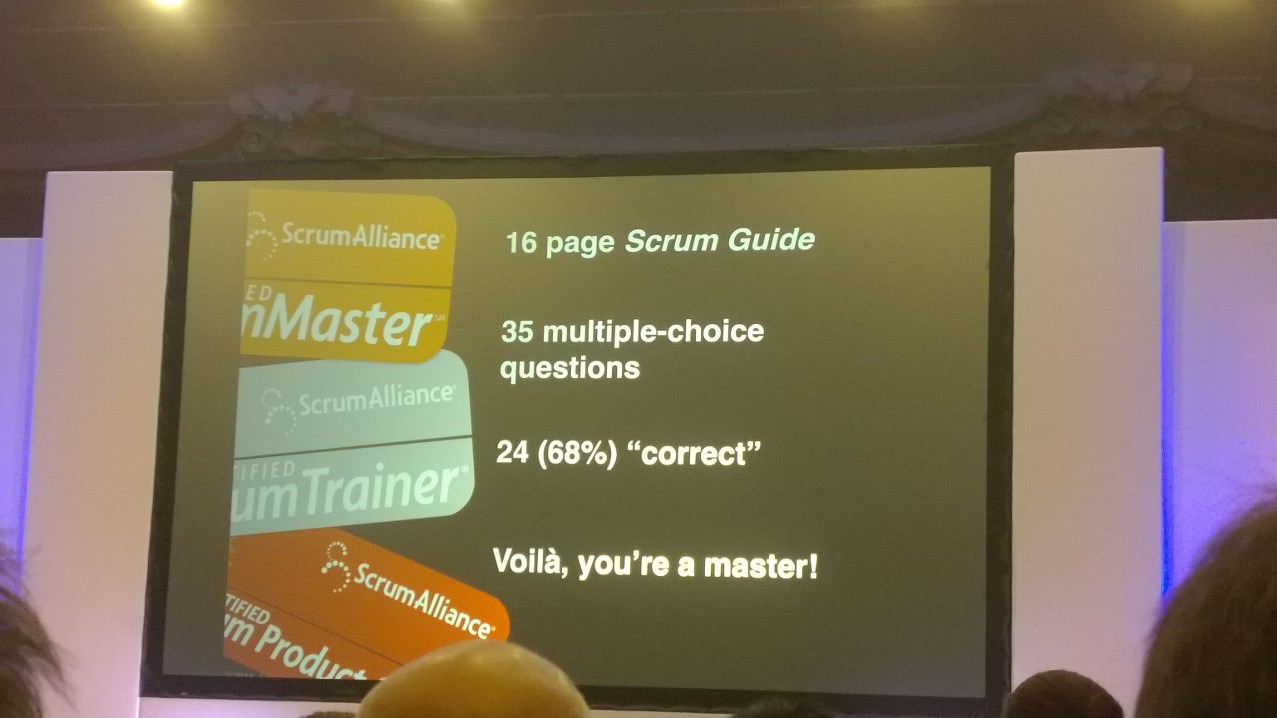 ScrumAlliance®
ED
Master℠
ScrumAlliance®
TIFIED
umTrainer®
ScrumAlliance®
TIFIED
m Product
16 page Scrum Guide
35 multiple-choice
questions
24 (68%) “correct”
Voilà, you’re a master!